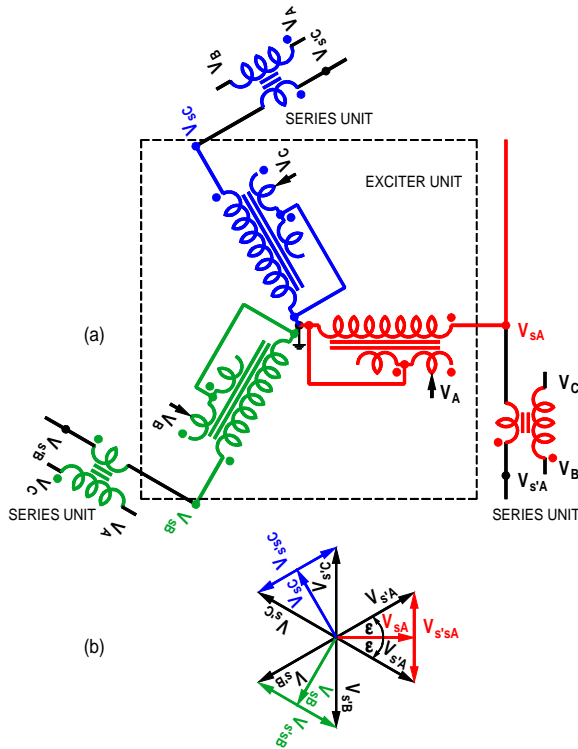 V_A
V_B
V_s'C
V_sC
SERIES UNIT
V_C
EXCITER UNIT
(a)
V_sA
V_A
V_B
V_C
V_B
V_s'A
V_s'B
V_C
V_A
SERIES UNIT
V_sB
SERIES UNIT
(b)
V_s'sC
V_sC
V_s'C
V_s'C
V_s'A
V_sA
V_s'sA
ε
ε
V_s'A
V_s'B
V_sB
V_s'B
V_s'sB